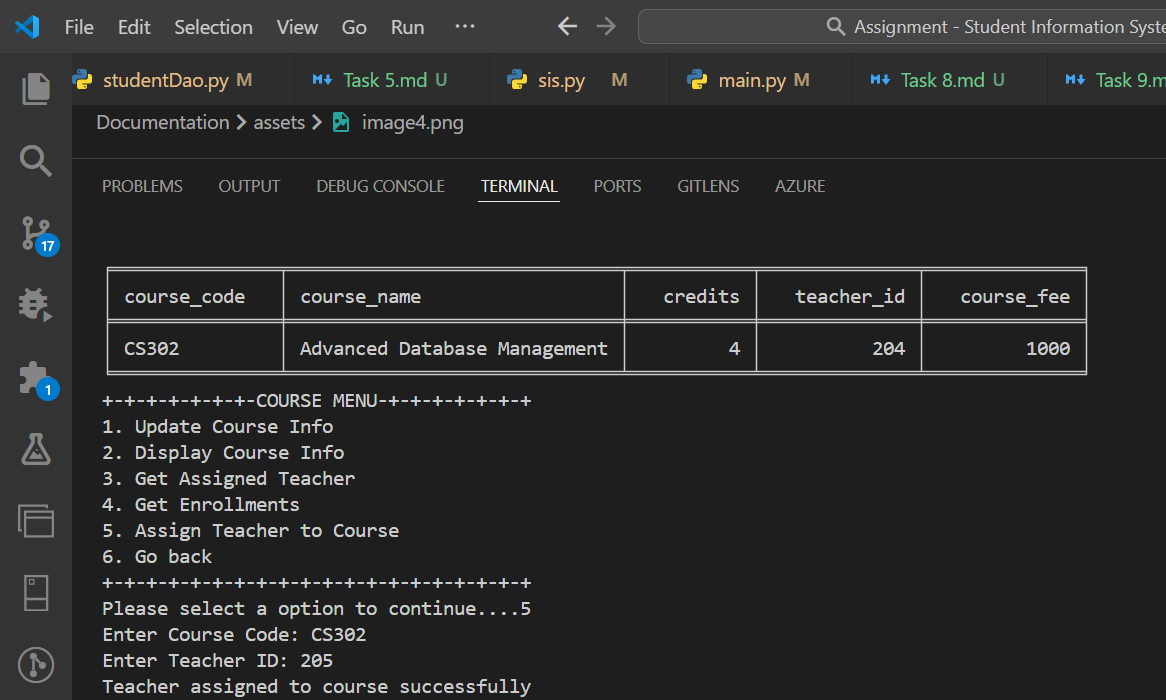 File Edit Selection View Go Run ··· Assignment - Student Information Syste
studentDao.py M Task 5.md U sis.py M main.py M Task 8.md U Task 9.m
Documentation > assets > image4.png
PROBLEMS OUTPUT DEBUG CONSOLE TERMINAL PORTS GITLENS AZURE
17
course_code course_name credits teacher_id course_fee
CS302 Advanced Database Management 4 204 1000
1
+-+-+-+-+-+-+-COURSE MENU-+-+-+-+-+-+-+
1. Update Course Info
2. Display Course Info
3. Get Assigned Teacher
4. Get Enrollments
5. Assign Teacher to Course
6. Go back
+-+-+-+-+-+-+-+-+-+-+-+-+-+-+-+-+-+-+-+
Please select a option to continue....5
Enter Course Code: CS302
Enter Teacher ID: 205
Teacher assigned to course successfully